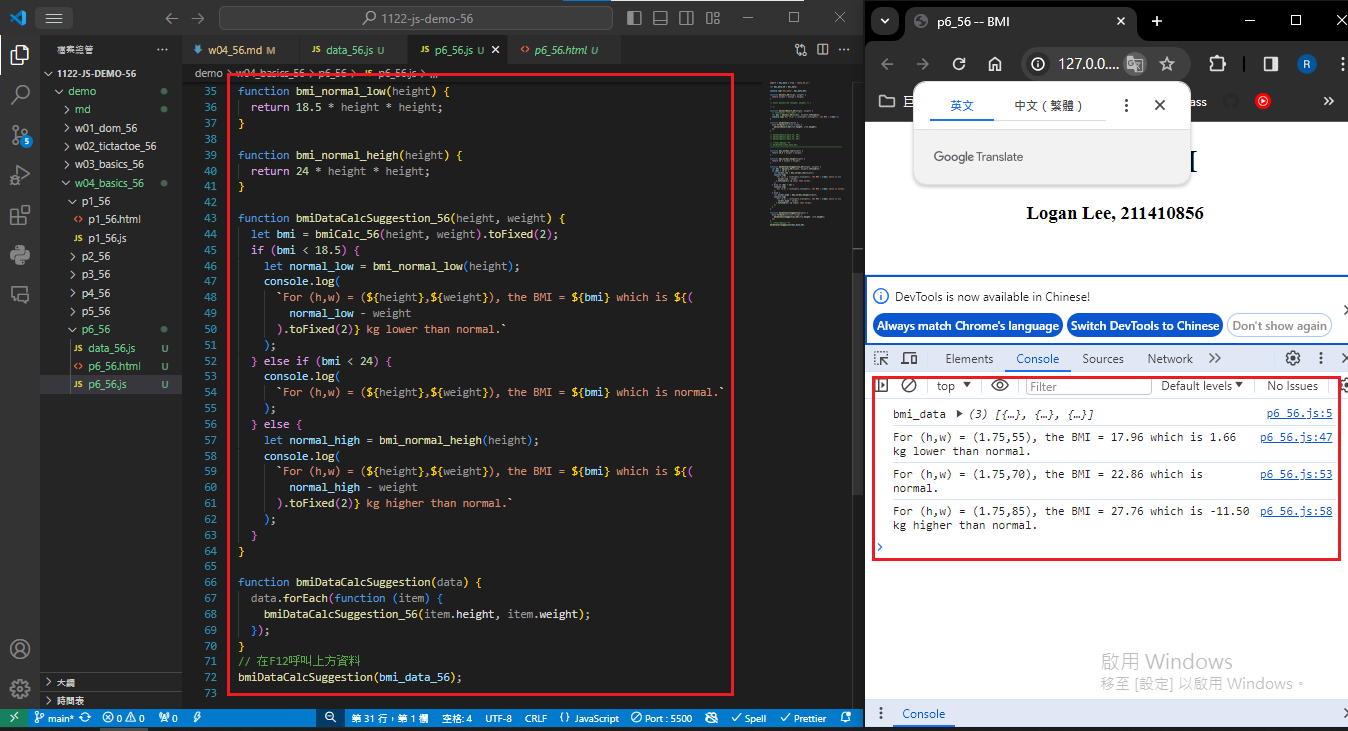 1122-js-demo-56
檔案總管
1122-JS-DEMO-56
demo
md
w01_dom_56
w02_tictactoe_56
w03_basics_56
w04_basics_56
p1_56
p1_56.html
JS p1_56.js
p2_56
p3_56
p4_56
p5_56
p6_56
JS data_56.js U
p6_56.html U
JS p6_56.js U
大綱
時間表
w04_56.md M
JS data_56.js U
JS p6_56.js U
p6_56.html U
demo > w04_basics_56 > p6_56 > JS p6_56.js > ...
35 function bmi_normal_low(height) {
36 return 18.5 * height * height;
37 }
38
39 function bmi_normal_heigh(height) {
40 return 24 * height * height;
41 }
42
43 function bmiDataCalcSuggestion_56(height, weight) {
44 let bmi = bmiCalc_56(height, weight).toFixed(2);
45 if (bmi < 18.5) {
46 let normal_low = bmi_normal_low(height);
47 console.log(
48 `For (h,w) = (${height},${weight}), the BMI = ${bmi} which is ${(
49 normal_low - weight
50 ).toFixed(2)} kg lower than normal.`
51 );
52 } else if (bmi < 24) {
53 console.log(
54 `For (h,w) = (${height},${weight}), the BMI = ${bmi} which is normal.`
55 );
56 } else {
57 let normal_high = bmi_normal_heigh(height);
58 console.log(
59 `For (h,w) = (${height},${weight}), the BMI = ${bmi} which is ${(
60 normal_high - weight
61 ).toFixed(2)} kg higher than normal.`
62 );
63 }
64 }
65
66 function bmiDataCalcSuggestion(data) {
67 data.forEach(function (item) {
68 bmiDataCalcSuggestion_56(item.height, item.weight);
69 });
70 }
71 // 在F12呼叫上方資料
72 bmiDataCalcSuggestion(bmi_data_56);
73
5
main*
0 0
0
第 31 行，第 1 欄
空格: 4
UTF-8
CRLF
{} JavaScript
Port : 5500
Spell
Prettier
p6_56 -- BMI
127.0.0....
R
ass
英文
中文 ( 繁體 )
Google Translate
Logan Lee, 211410856
DevTools is now available in Chinese!
Always match Chrome's language
Switch DevTools to Chinese
Don't show again
Elements
Console
Sources
Network
top
Filter
Default levels
No Issues
bmi_data (3) [{…}, {…}, {…}] p6_56.js:5
For (h,w) = (1.75,55), the BMI = 17.96 which is 1.66 p6_56.js:47
kg lower than normal.
For (h,w) = (1.75,70), the BMI = 22.86 which is p6_56.js:53
normal.
For (h,w) = (1.75,85), the BMI = 27.76 which is -11.50 p6_56.js:58
kg higher than normal.
啟用 Windows
移至 [設定] 以啟用 Windows。
Console